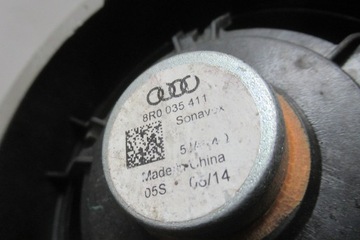 8R0 035 411
Sonavox
Made in China
05S 06/14